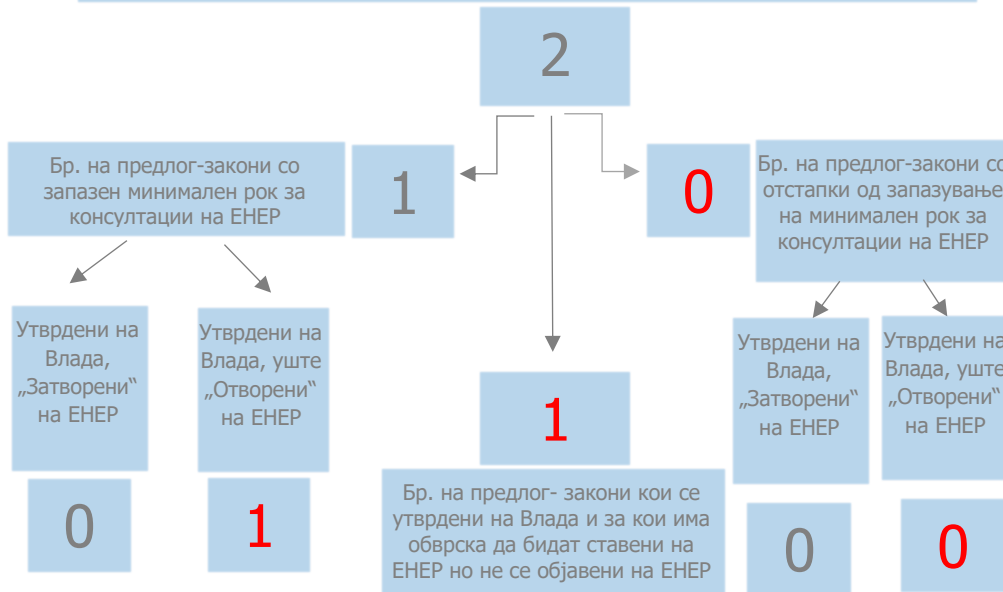 2
Бр. на предлог-закони со
запазен минимален рок за
консултации на ЕНЕР
1
0
Бр. на предлог-закони со
отстапки од запазување
на минимален рок за
консултации на ЕНЕР
Утврдени на
Влада,
„Затворени“
на ЕНЕР
Утврдени на
Влада, уште
„Отворени“
на ЕНЕР
1
Бр. на предлог- закони кои се
утврдени на Влада и за кои има
обврска да бидат ставени на
ЕНЕР но не се објавени на ЕНЕР
Утврдени на
Влада,
„Затворени“
на ЕНЕР
Утврдени на
Влада, уште
„Отворени“
на ЕНЕР
0
1
0
0